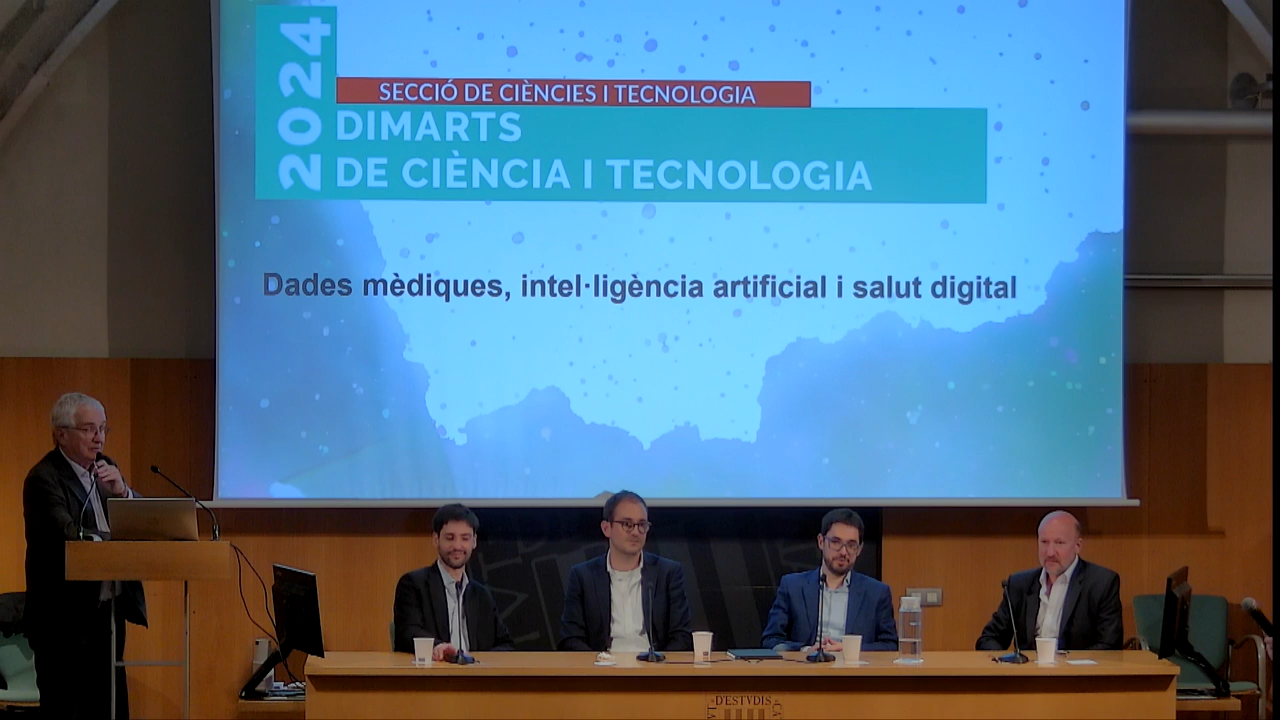 2024
SECCIÓ DE CIÈNCIES I TECNOLOGIA
DIMARTS
DE CIÈNCIA I TECNOLOGIA
Dades mèdiques, intel·ligència artificial i salut digital
D'ESTVDIS